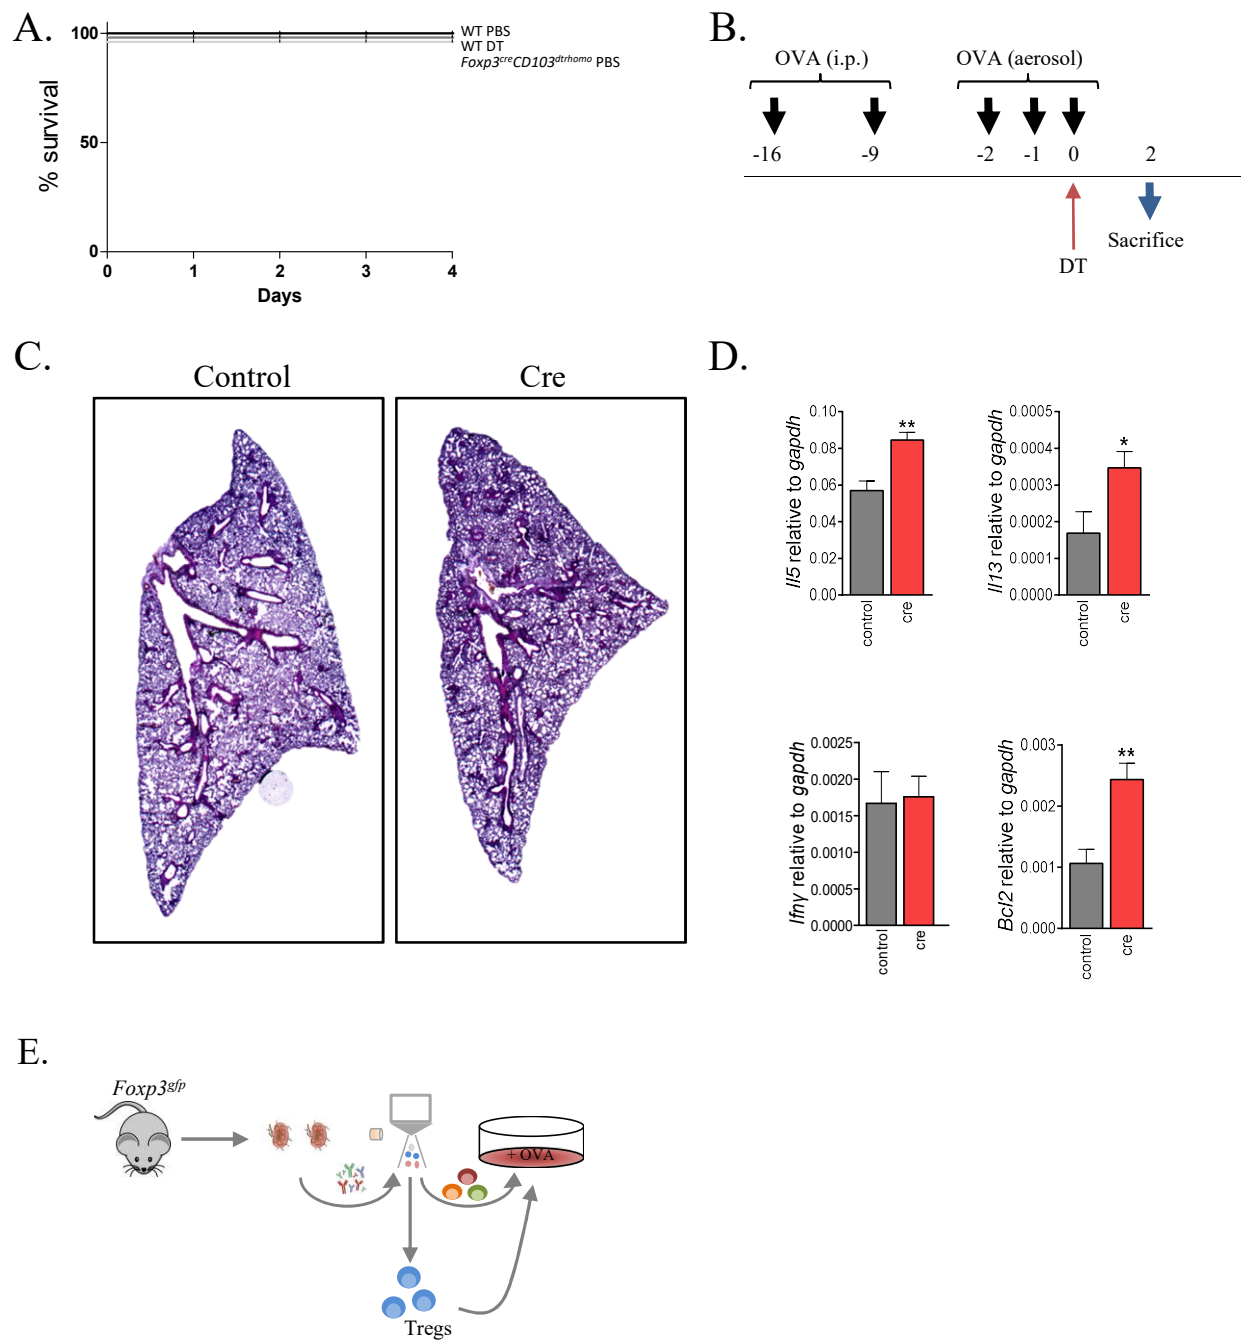 A.
100
50
0
% survival
0 1 2 3 4
Days
WT PBS
WT DT
Foxp3creCD103dtrhomo PBS
B.
OVA (i.p.) OVA (aerosol)
-16 -9 -2 -1 0 2
Sacrifice
DT
C.
Control Cre
D.
Il5 relative to gapdh
0.10
0.08
0.06
0.04
0.02
0.00
**
control cre
Il13 relative to gapdh
0.0005
0.0004
0.0003
0.0002
0.0001
0.0000
*
control cre
Ifnγ relative to gapdh
0.0025
0.0020
0.0015
0.0010
0.0005
0.0000
control cre
Bcl2 relative to gapdh
0.003
0.002
0.001
0.000
**
control cre
E.
Foxp3gfp
+ OVA
Tregs